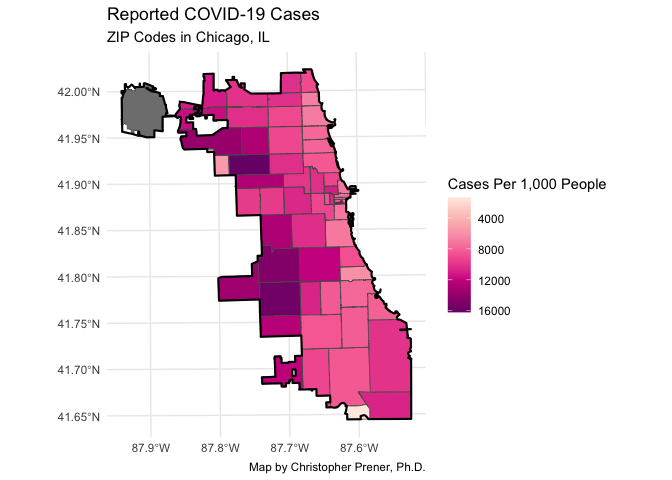 Reported COVID-19 Cases
ZIP Codes in Chicago, IL
42.00°N
41.95°N
41.90°N
41.85°N
41.80°N
41.75°N
41.70°N
41.65°N
87.9°W
87.8°W
87.7°W
87.6°W
Cases Per 1,000 People
4000
8000
12000
16000
Map by Christopher Prener, Ph.D.